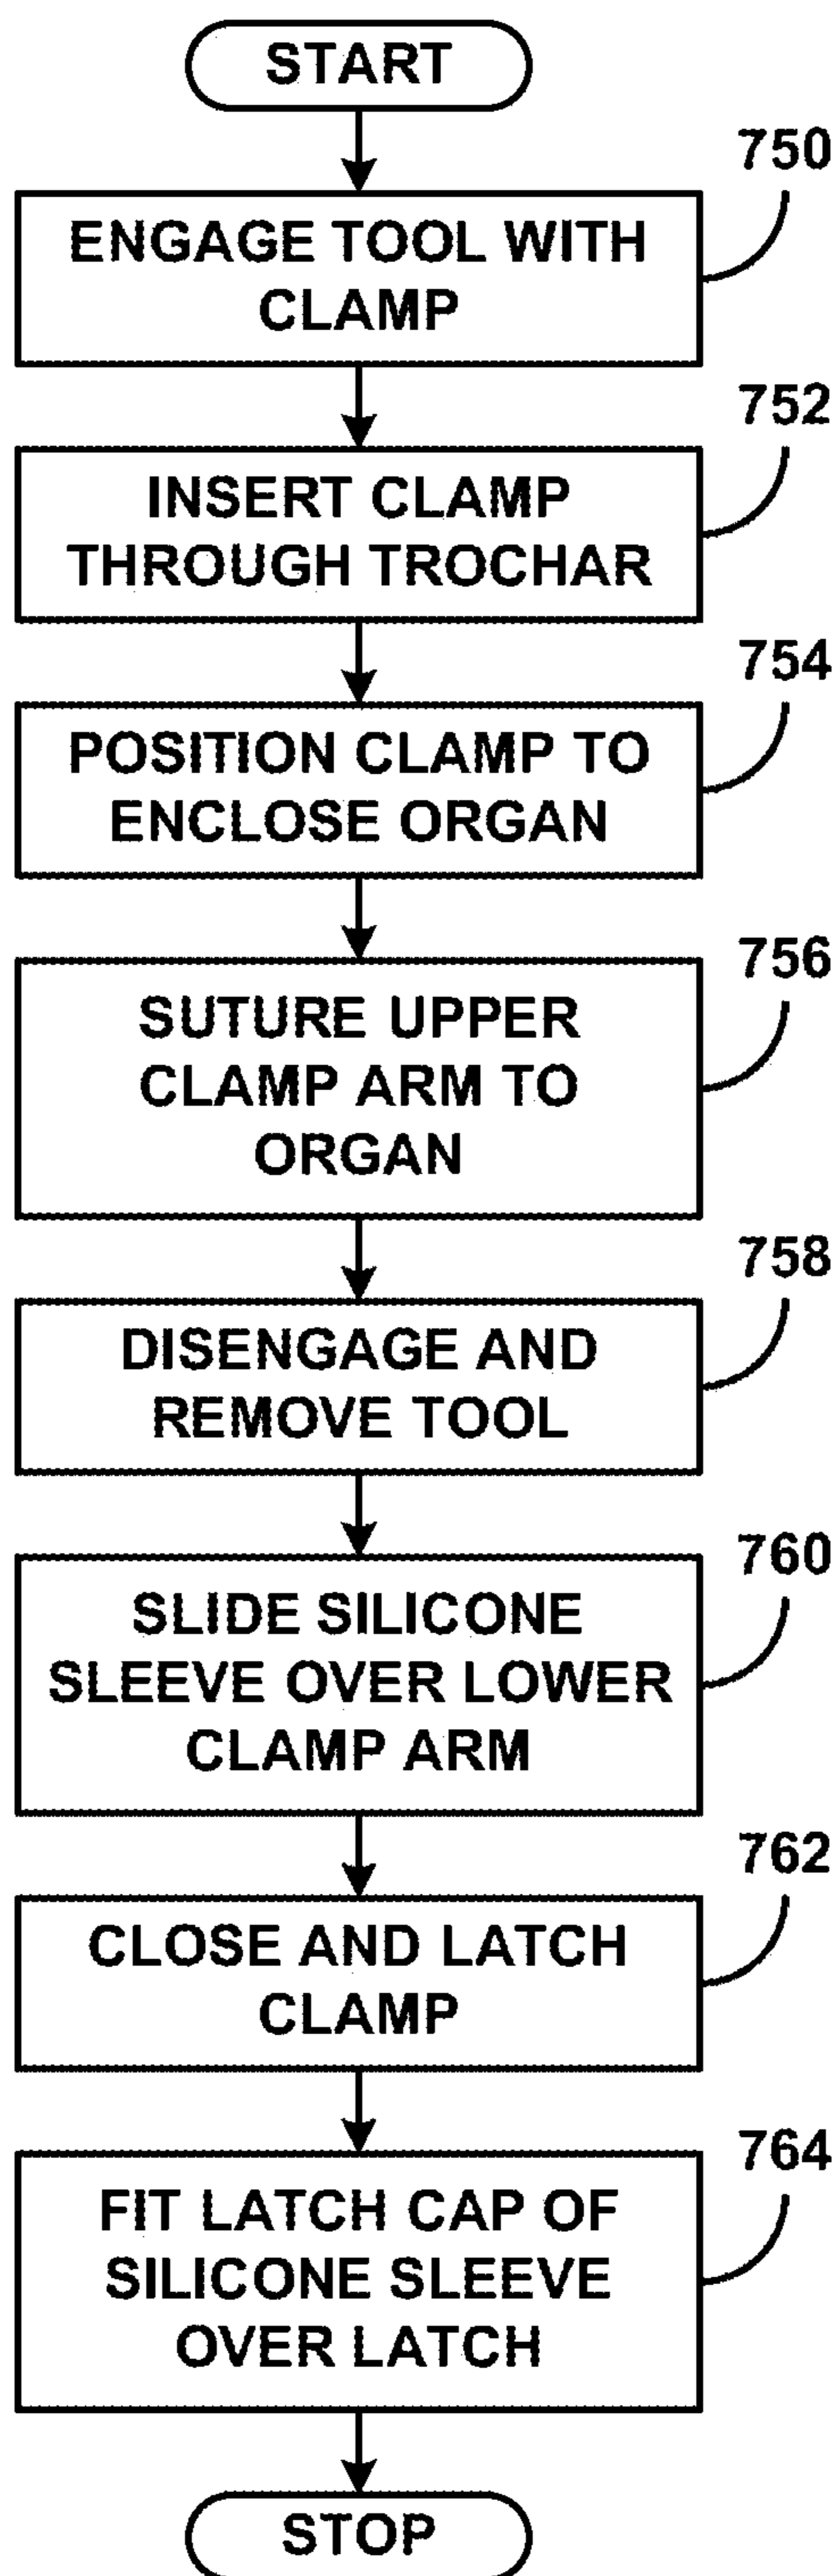 START
750
ENGAGE TOOL WITH
CLAMP
752
INSERT CLAMP
THROUGH TROCHAR
754
POSITION CLAMP TO
ENCLOSE ORGAN
756
SUTURE UPPER
CLAMP ARM TO
ORGAN
758
DISENGAGE AND
REMOVE TOOL
760
SLIDE SILICONE
SLEEVE OVER LOWER
CLAMP ARM
762
CLOSE AND LATCH
CLAMP
764
FIT LATCH CAP OF
SILICONE SLEEVE
OVER LATCH
STOP